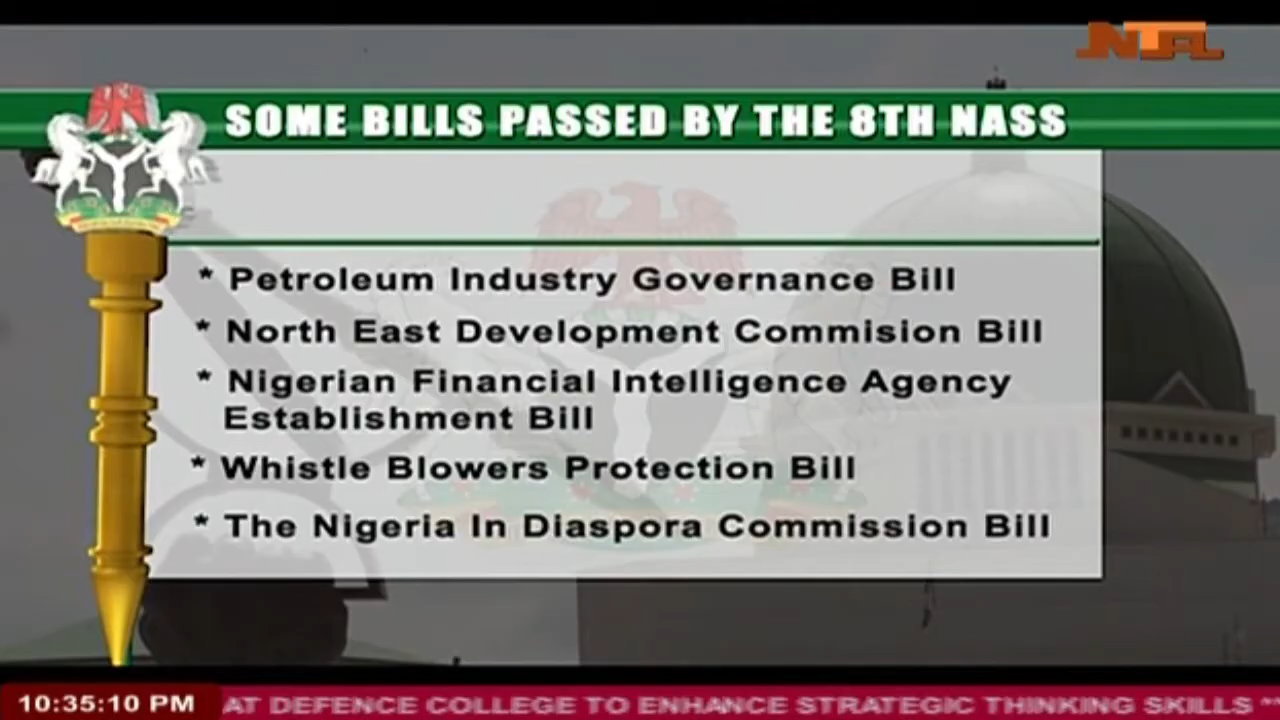 NTA
SOME BILLS PASSED BY THE 8TH NASS
* Petroleum Industry Governance Bill
* North East Development Commision Bill
* Nigerian Financial Intelligence Agency
Establishment Bill
* Whistle Blowers Protection Bill
* The Nigeria In Diaspora Commission Bill
10:35:10 PM
AT DEFENCE COLLEGE TO ENHANCE STRATEGIC THINKING SKILLS "